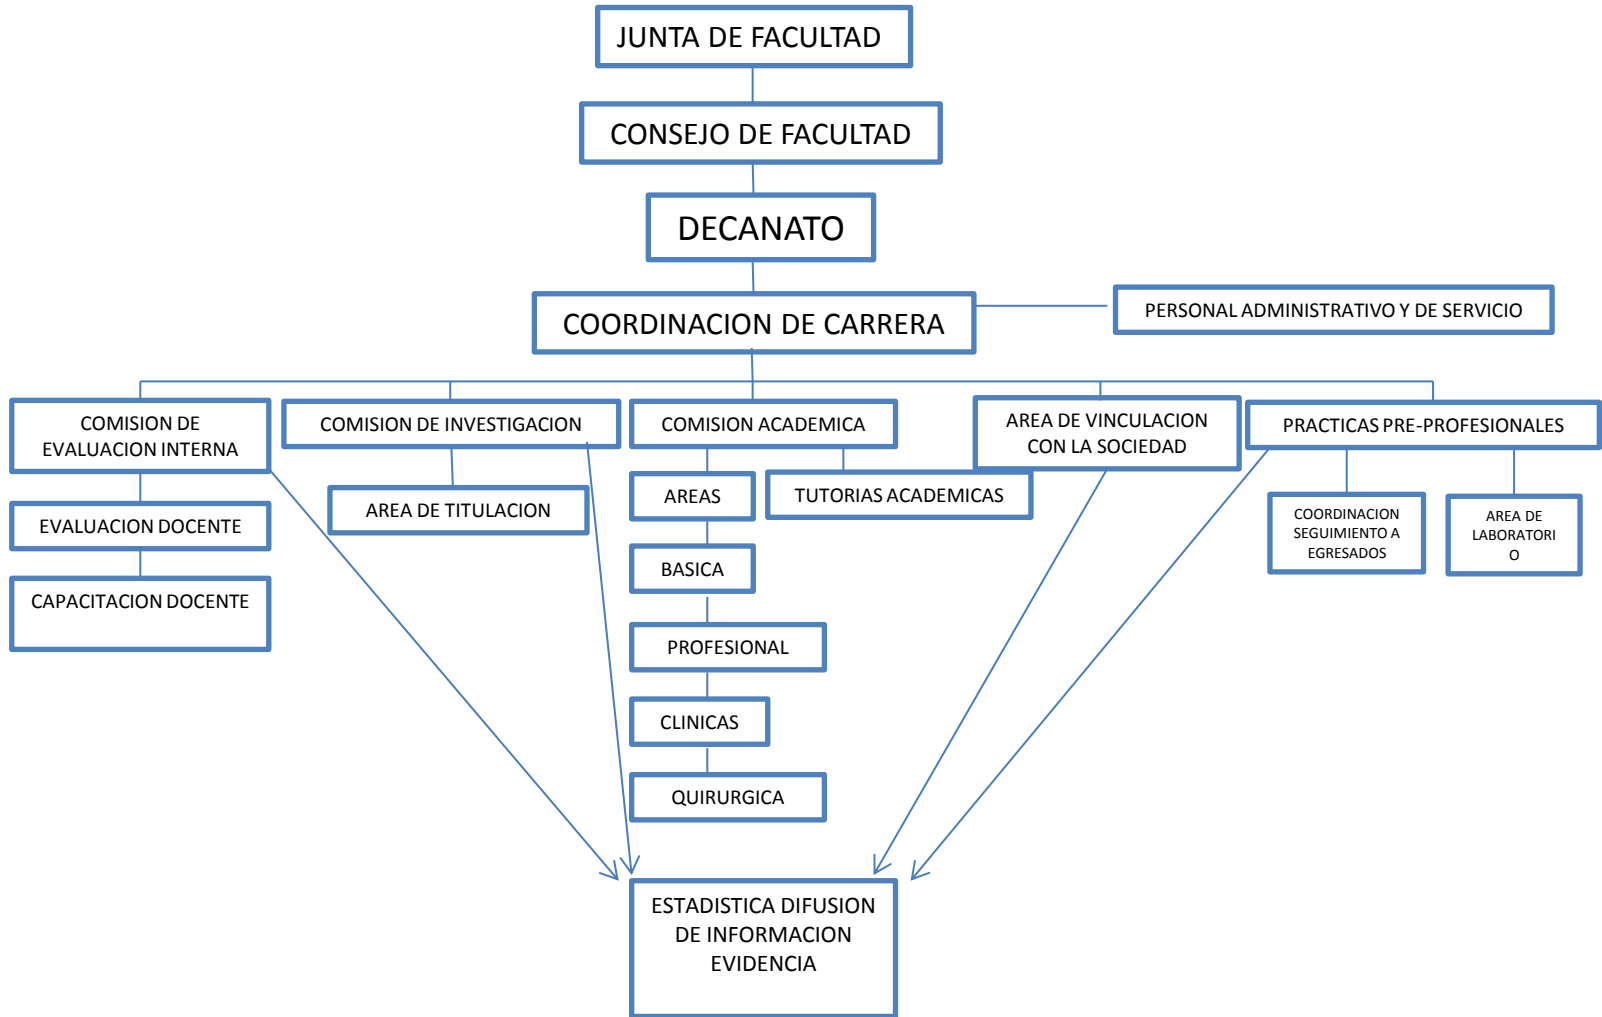 JUNTA DE FACULTAD
CONSEJO DE FACULTAD
DECANATO
COORDINACION DE CARRERA
PERSONAL ADMINISTRATIVO Y DE SERVICIO
COMISION DE
EVALUACION INTERNA
COMISION DE INVESTIGACION
COMISION ACADEMICA
AREA DE VINCULACION
CON LA SOCIEDAD
PRACTICAS PRE-PROFESIONALES
EVALUACION DOCENTE
CAPACITACION DOCENTE
AREA DE TITULACION
AREAS
TUTORIAS ACADEMICAS
BASICA
PROFESIONAL
CLINICAS
QUIRURGICA
COORDINACION
SEGUIMIENTO A
EGRESADOS
AREA DE
LABORATORI
O
ESTADISTICA DIFUSION
DE INFORMACION
EVIDENCIA